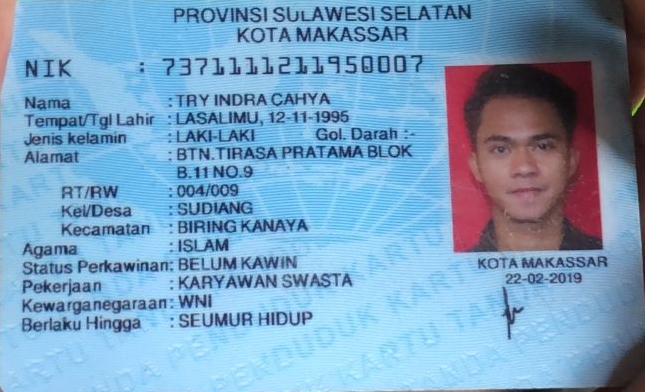 PROVINSI SULAWESI SELATAN
KOTA MAKASSAR
NIK : 7371111211950007
Nama : TRY INDRA CAHYA
Tempat/Tgl Lahir : LASALIMU, 12-11-1995
Jenis kelamin : LAKI-LAKI Gol. Darah :-
Alamat : BTN.TIRASA PRATAMA BLOK
B.11 NO.9
RT/RW : 004/009
Kel/Desa : SUDIANG
Kecamatan : BIRING KANAYA
Agama : ISLAM
Status Perkawinan: BELUM KAWIN
Pekerjaan : KARYAWAN SWASTA
Kewarganegaraan: WNI
Berlaku Hingga : SEUMUR HIDUP
KOTA MAKASSAR
22-02-2019